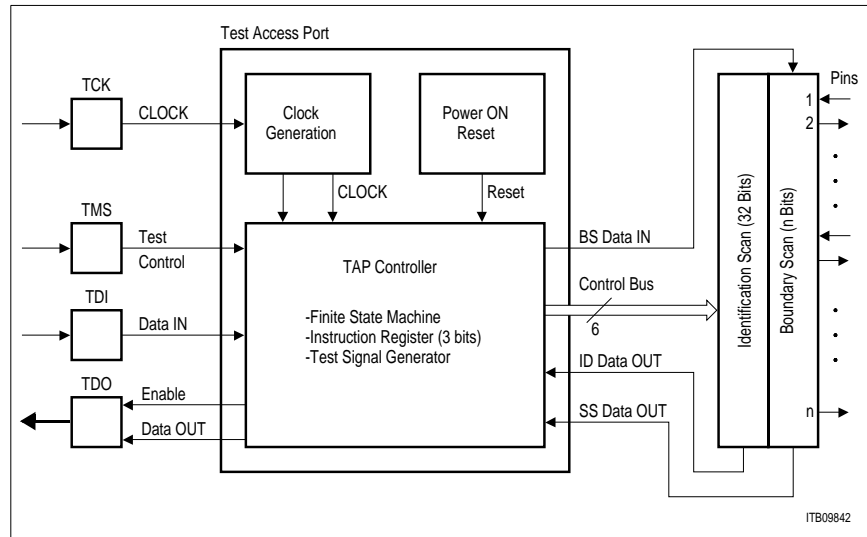 Test Access Port
Pins
TCK
CLOCK
Clock
Generation
Power ON
Reset
1
2
CLOCK
Reset
TMS
Test
Control
BS Data IN
TAP Controller
Control Bus
6
-Finite State Machine
-Instruction Register (3 bits)
-Test Signal Generator
TDI
Data IN
ID Data OUT
TDO
Enable
Data OUT
SS Data OUT
n
Identification Scan (32 Bits)
Boundary Scan (n Bits)
ITB09842